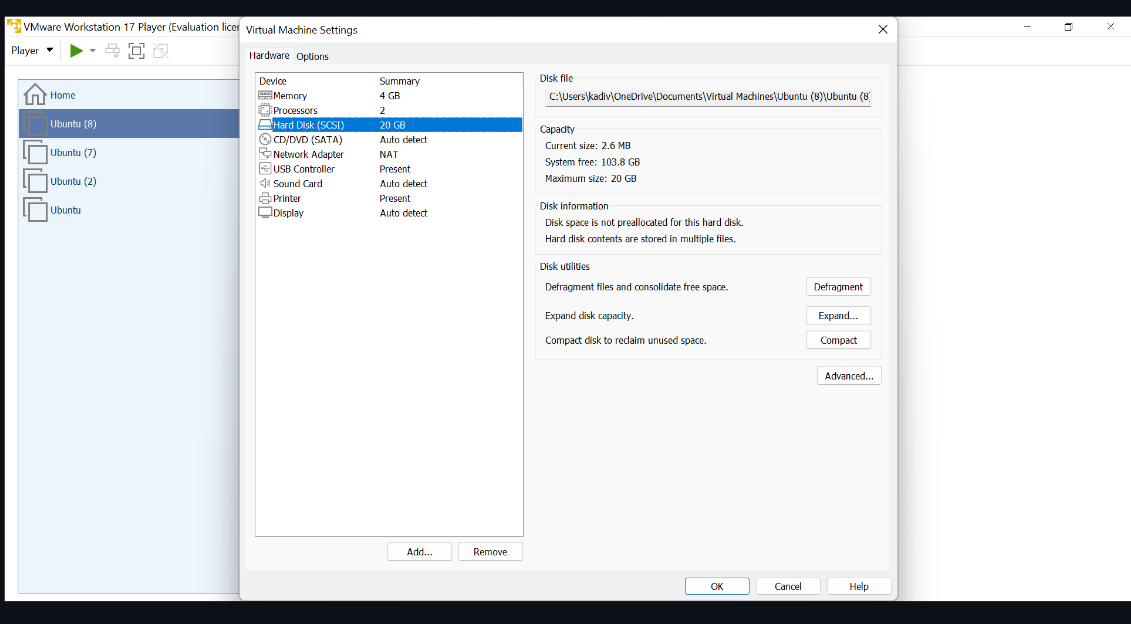 VMware Workstation 17 Player (Evaluation licer
Player
Home
Ubuntu (8)
Ubuntu (7)
Ubuntu (2)
Ubuntu
Virtual Machine Settings
Hardware Options
Device Summary
Memory 4 GB
Processors 2
Hard Disk (SCSI) 20 GB
CD/DVD (SATA) Auto detect
Network Adapter NAT
USB Controller Present
Sound Card Auto detect
Printer Present
Display Auto detect
Add... Remove
Disk file
C:\Users\kadiv\OneDrive\Documents\Virtual Machines\Ubuntu (8)\Ubuntu (8)
Capacity
Current size: 2.6 MB
System free: 103.8 GB
Maximum size: 20 GB
Disk information
Disk space is not preallocated for this hard disk.
Hard disk contents are stored in multiple files.
Disk utilities
Defragment files and consolidate free space. Defragment
Expand disk capacity. Expand...
Compact disk to reclaim unused space. Compact
Advanced...
OK Cancel Help